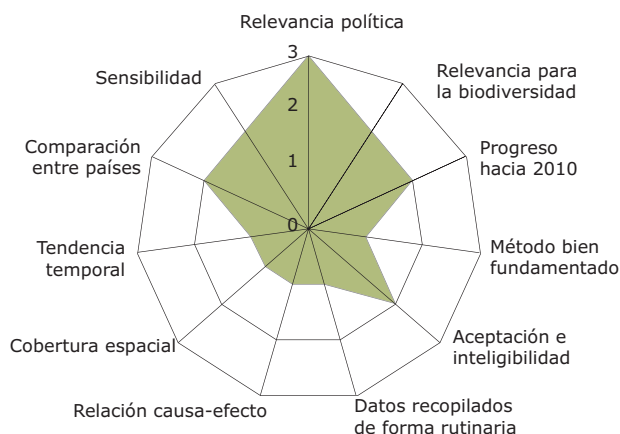 Relevancia política
Relevancia para
la biodiversidad
Progreso
hacia 2010
Método bien
fundamentado
Aceptación e
inteligibilidad
Datos recopilados
de forma rutinaria
Relación causa-efecto
Cobertura espacial
Tendencia
temporal
Comparación
entre países
Sensibilidad
3
2
1
0